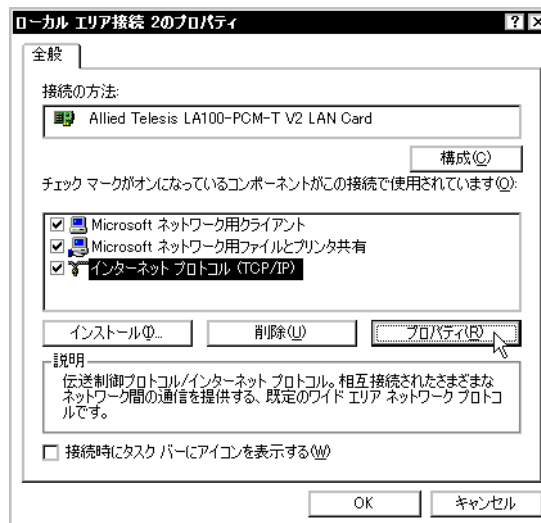 ローカル エリア接続 2のプロパティ
全般
接続の方法:
Allied Telesis LA100-PCM-T V2 LAN Card
構成(C)
チェック マークがオンになっているコンポーネントがこの接続で使用されています(O):
Microsoft ネットワーク用クライアント
Microsoft ネットワーク用ファイルとプリンタ共有
インターネット プロトコル (TCP/IP)
インストール(I)... 削除(U) プロパティ(R)
説明
伝送制御プロトコル/インターネット プロトコル。相互接続されたさまざまな
ネットワーク間の通信を提供する、既定のワイド エリア ネットワーク プロトコ
ルです。
接続時にタスク バーにアイコンを表示する(W)
OK キャンセル